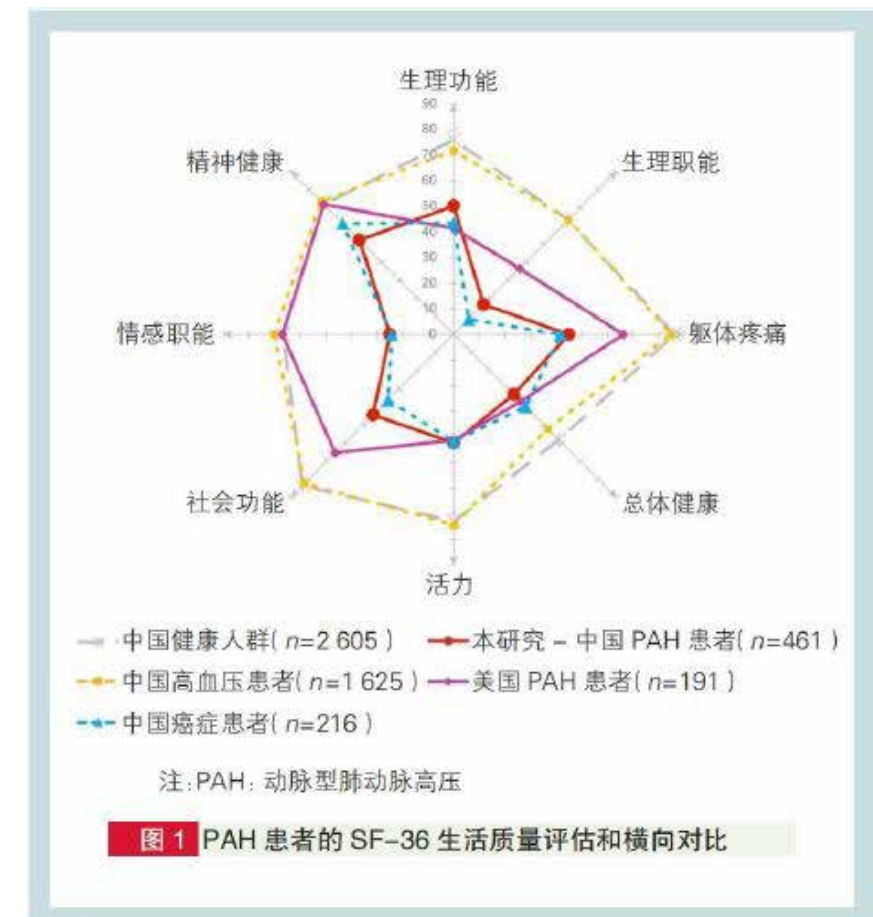 生理功能
90
80
70
60
50
40
30
20
10
0
精神健康
生理职能
情感职能
躯体疼痛
社会功能
总体健康
活力
中国健康人群(n=2 605) 本研究 – 中国 PAH 患者(n=461)
中国高血压患者(n=1 625) 美国 PAH 患者(n=191)
中国癌症患者(n=216)
注:PAH: 动脉型肺动脉高压
图 1 PAH 患者的 SF-36 生活质量评估和横向对比